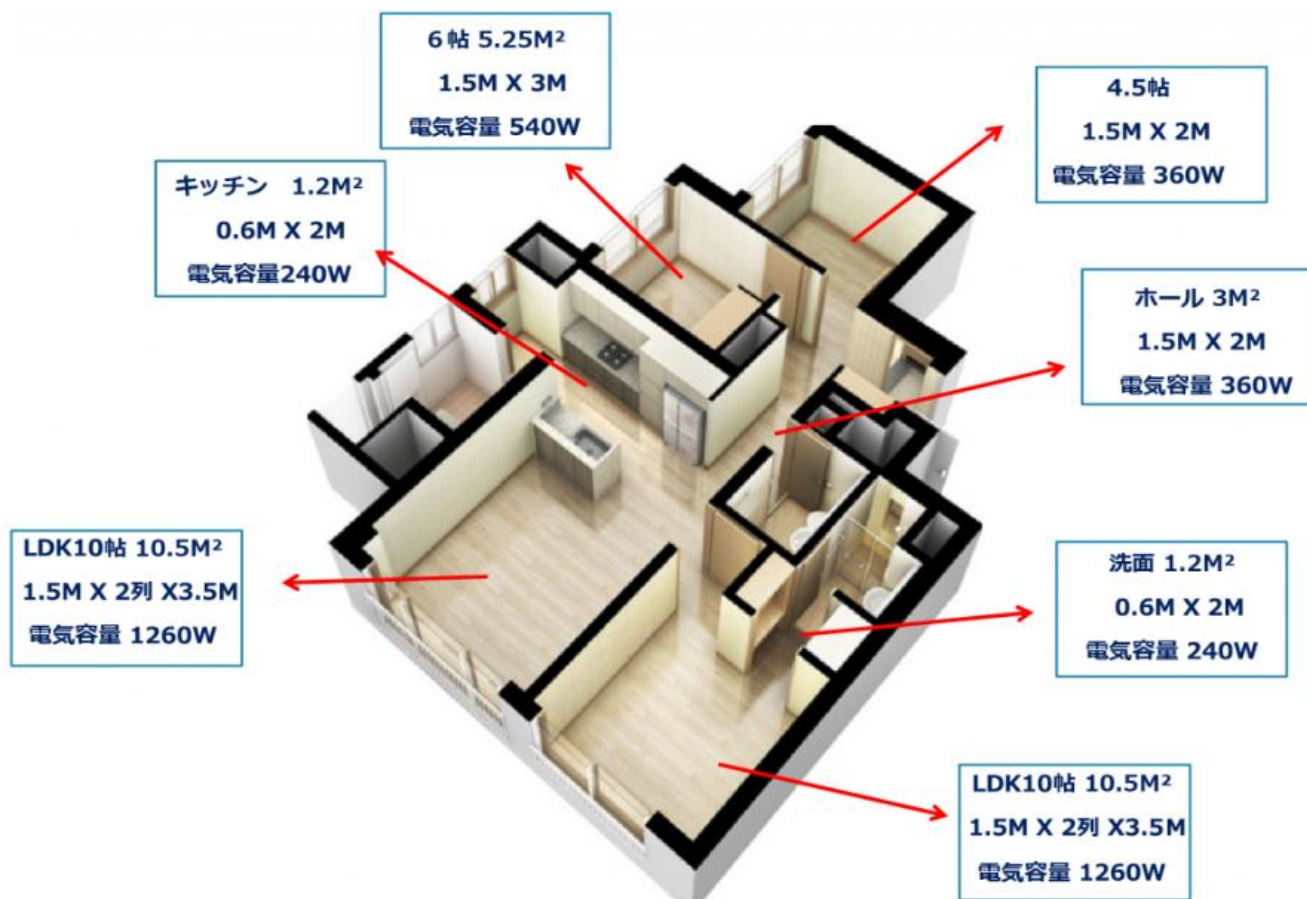 6帖 5.25M²
1.5M X 3M
電気容量 540W
4.5帖
1.5M X 2M
電気容量 360W
キッチン 1.2M²
0.6M X 2M
電気容量240W
ホール 3M²
1.5M X 2M
電気容量 360W
LDK10帖 10.5M²
1.5M X 2列 X3.5M
電気容量 1260W
洗面 1.2M²
0.6M X 2M
電気容量 240W
LDK10帖 10.5M²
1.5M X 2列 X3.5M
電気容量 1260W